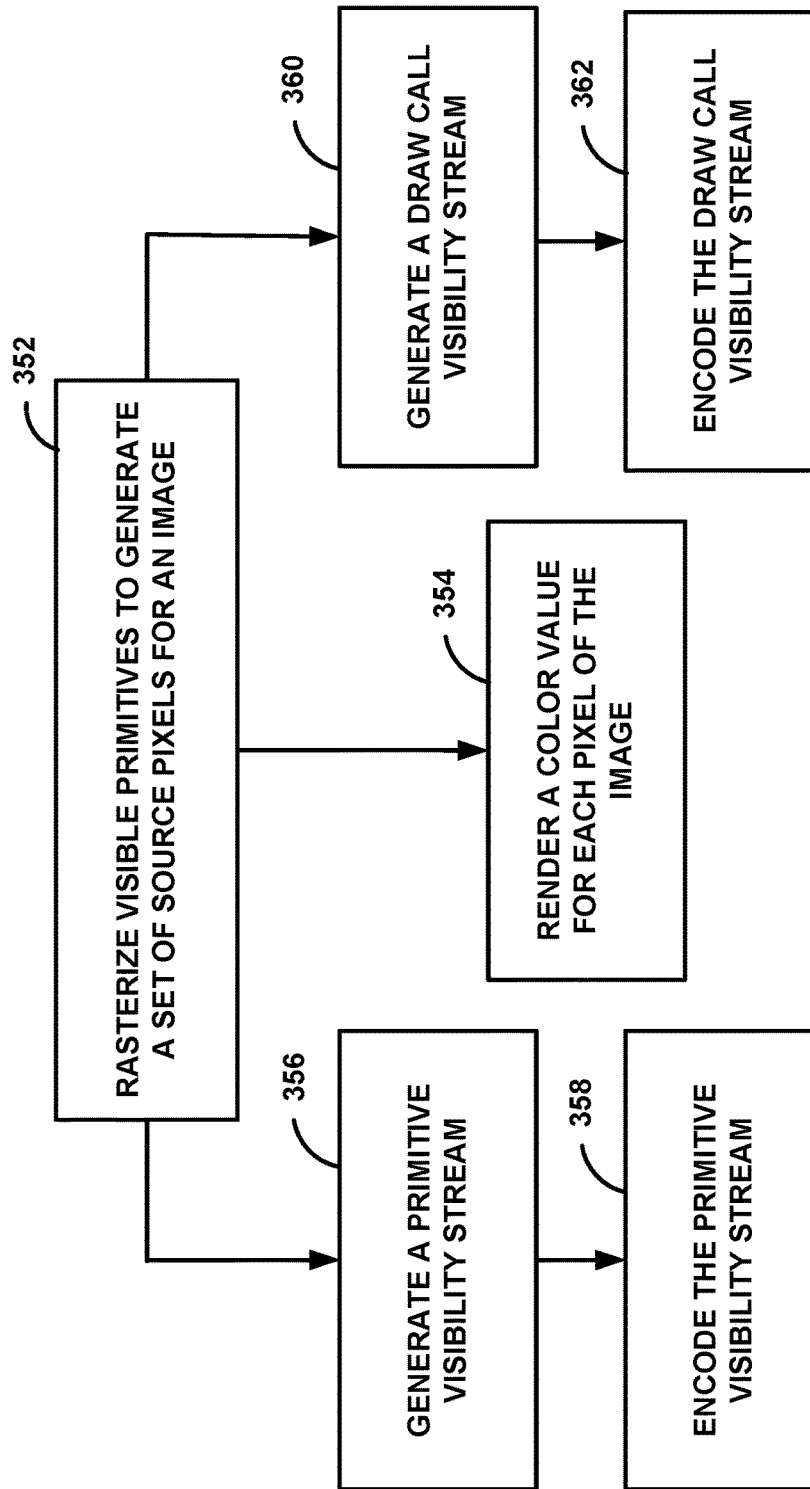 352
RASTERIZE VISIBLE PRIMITIVES TO GENERATE
A SET OF SOURCE PIXELS FOR AN IMAGE
356
GENERATE A PRIMITIVE
VISIBILITY STREAM
358
ENCODE THE PRIMITIVE
VISIBILITY STREAM
354
RENDER A COLOR VALUE
FOR EACH PIXEL OF THE
IMAGE
360
GENERATE A DRAW CALL
VISIBILITY STREAM
362
ENCODE THE DRAW CALL
VISIBILITY STREAM